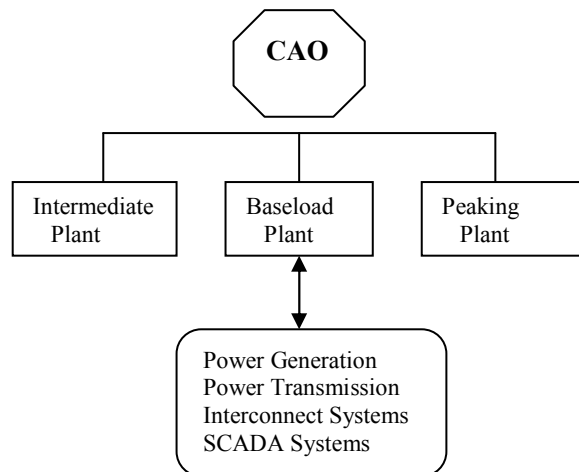 CAO
Intermediate
Plant
Baseload
Plant
Peaking
Plant
Power Generation
Power Transmission
Interconnect Systems
SCADA Systems